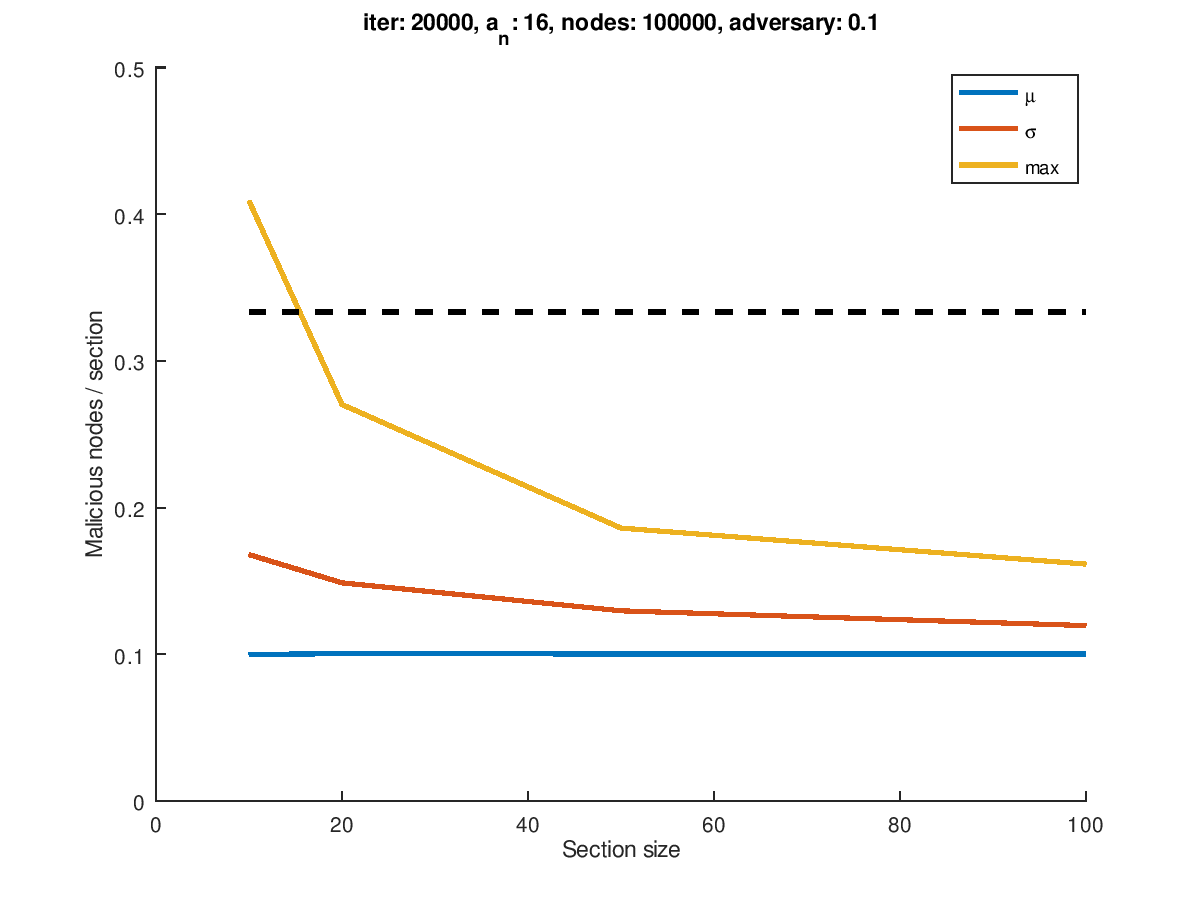 iter: 20000, aₙ: 16, nodes: 100000, adversary: 0.1
0.5
0.4
0.3
0.2
0.1
0
Malicious nodes / section
μ
σ
max
0 20 40 60 80 100
Section size